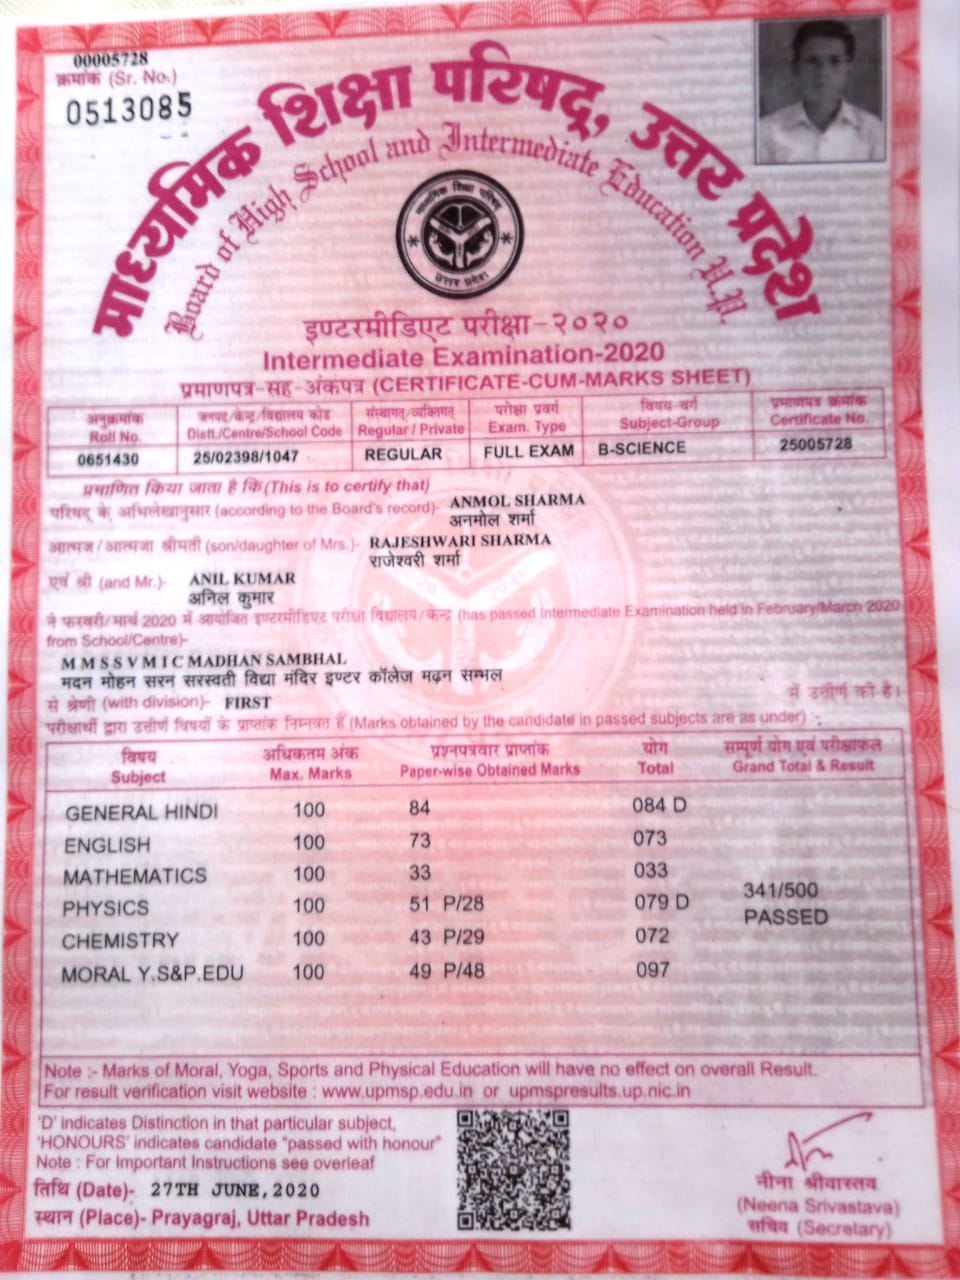 00005728
क्रमांक (Sr. No.)
0513085
माध्यमिक शिक्षा परिषद्, उत्तर प्रदेश
Board of High School and Intermediate Education U.P.
माध्यमिक शिक्षा परिषद्
उत्तर प्रदेश
इण्टरमीडिएट परीक्षा-२०२०
Intermediate Examination-2020
प्रमाणपत्र-सह-अंकपत्र (CERTIFICATE-CUM-MARKS SHEET)
अनुक्रमांक जनपद/केन्द्र/विद्यालय कोड संस्थागत/व्यक्तिगत परीक्षा प्रवर्ग विषय वर्ग प्रमाणपत्र क्रमांक
Roll No. Distt./Centre/School Code Regular / Private Exam. Type Subject-Group Certificate No.
0651430 25/02398/1047 REGULAR FULL EXAM B-SCIENCE 25005728
प्रमाणित किया जाता है कि (This is to certify that)
परिषद् के अभिलेखानुसार (according to the Board's record)- ANMOL SHARMA
अनमोल शर्मा
आत्मज/आत्मजा श्रीमती (son/daughter of Mrs.)- RAJESHWARI SHARMA
राजेश्वरी शर्मा
एवं श्री (and Mr.)- ANIL KUMAR
अनिल कुमार
ने फरवरी/मार्च 2020 में आयोजित इण्टरमीडिएट परीक्षा विद्यालय/केन्द्र (has passed Intermediate Examination held in February/March 2020
from School/Centre)-
M M S S V M I C MADHAN SAMBHAL
मदन मोहन सरन सरस्वती विद्या मंदिर इण्टर कॉलेज मढ़न सम्भल
से श्रेणी (with division)- FIRST में उत्तीर्ण की है।
परीक्षार्थी द्वारा उत्तीर्ण विषयों के प्राप्तांक निम्नवत हैं (Marks obtained by the candidate in passed subjects are as under) :-
विषय अधिकतम अंक प्रश्नपत्रवार प्राप्तांक योग सम्पूर्ण योग एवं परीक्षाफल
Subject Max. Marks Paper-wise Obtained Marks Total Grand Total & Result
GENERAL HINDI 100 84 084 D
ENGLISH 100 73 073
MATHEMATICS 100 33 033
341/500
PHYSICS 100 51 P/28 079 D
PASSED
CHEMISTRY 100 43 P/29 072
MORAL Y.S&P.EDU 100 49 P/48 097
Note :- Marks of Moral, Yoga, Sports and Physical Education will have no effect on overall Result.
For result verification visit website : www.upmsp.edu.in or upmspresults.up.nic.in
'D' indicates Distinction in that particular subject,
'HONOURS' indicates candidate "passed with honour"
Note : For Important Instructions see overleaf
तिथि (Date)- 27TH JUNE, 2020
स्थान (Place)- Prayagraj, Uttar Pradesh
नीना श्रीवास्तव
(Neena Srivastava)
सचिव (Secretary)